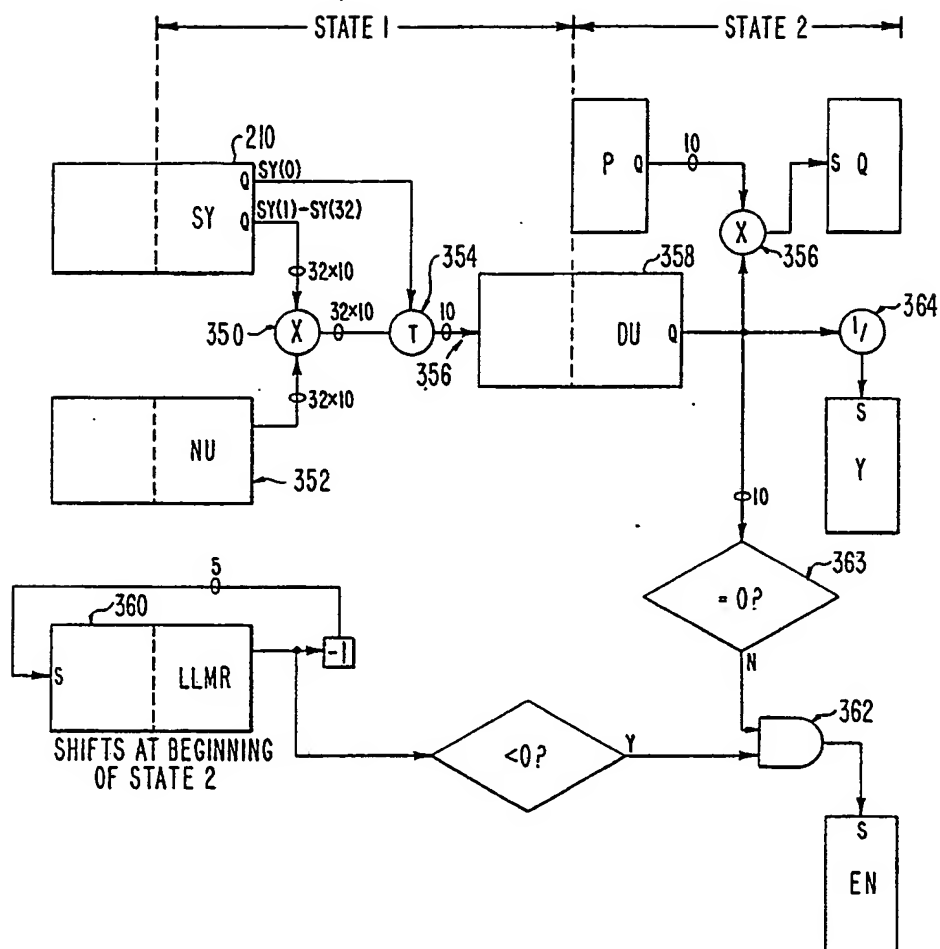 STATE 1
STATE 2
210
Q
SY(0)
SY(1)-SY(32)
Q
SY
32×10
354
358
350
X
32×10
T
10
356
DU
Q
32×10
NU
352
P
Q
10
X
356
S
Q
364
1/
S
Y
10
363
= 0?
N
5
360
S
LLMR
-1
SHIFTS AT BEGINNING
OF STATE 2
<0?
Y
362
S
EN